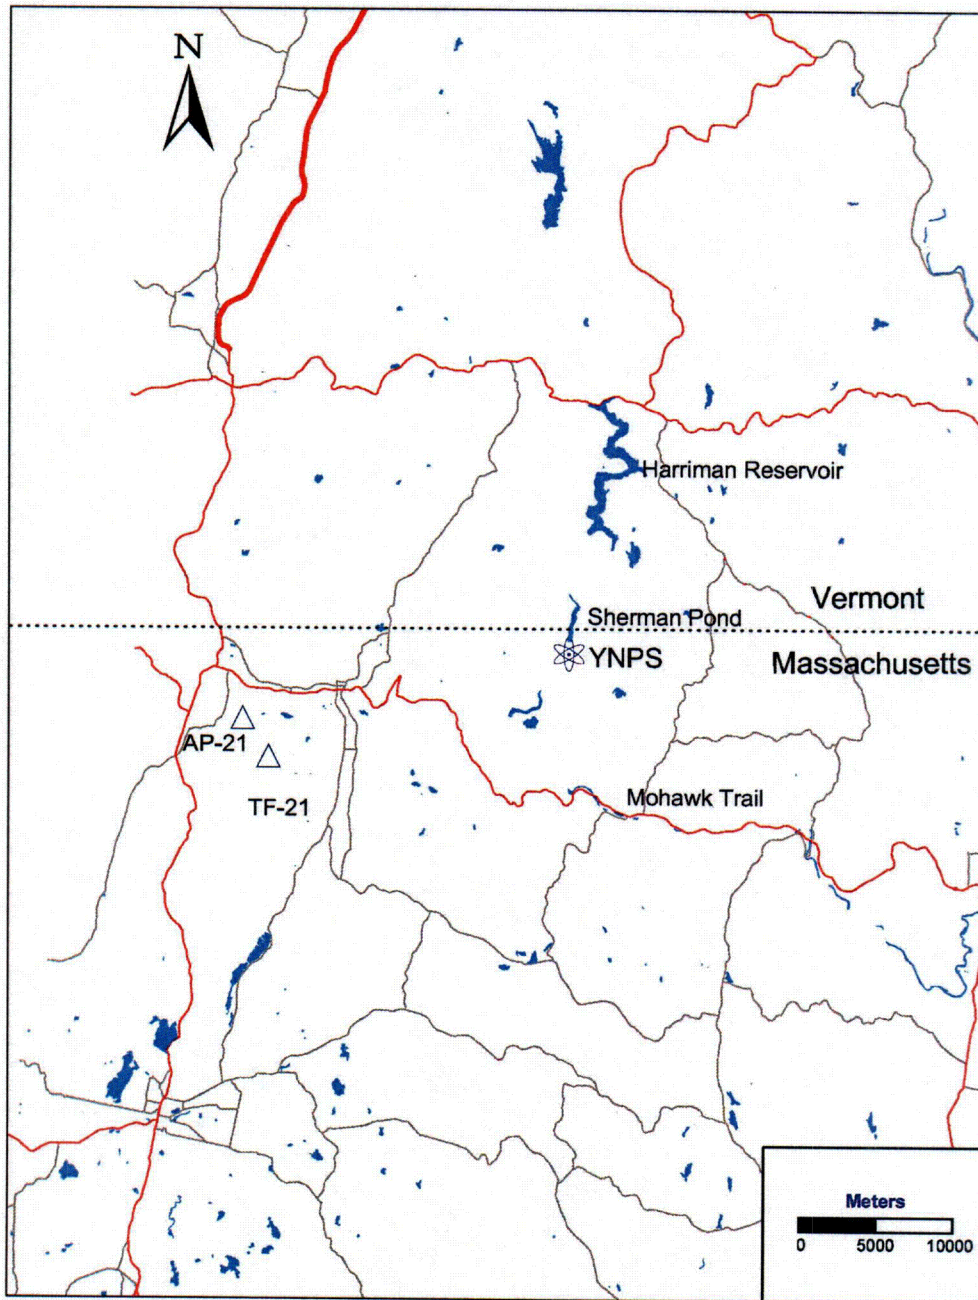 N
Harriman Reservoir
Vermont
Sherman Pond
YNPS
Massachusetts
AP-21
TF-21
Mohawk Trail
Meters
0 5000 10000